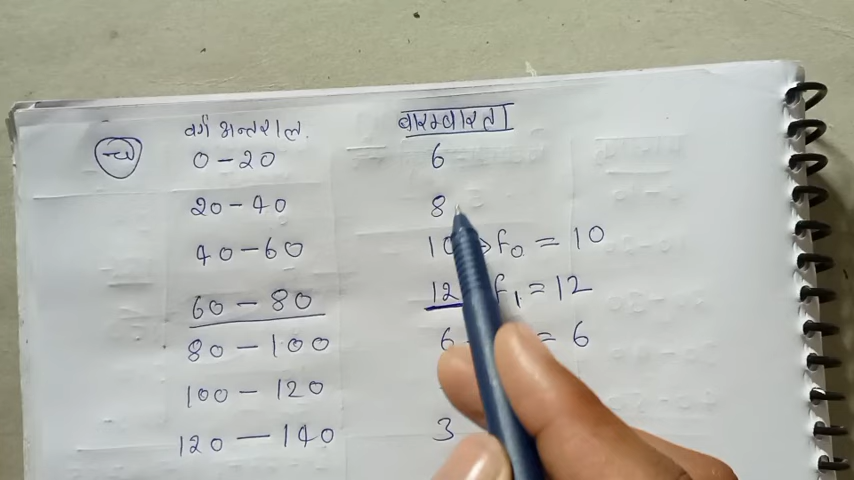 वर्ग अन्तराल. बारम्बारता
0-20 6
20-40 8
40-60 10 → f₀ = 10
60-80 12 f₁ = 12
80-100 6 = 6
100-120
120-140 3